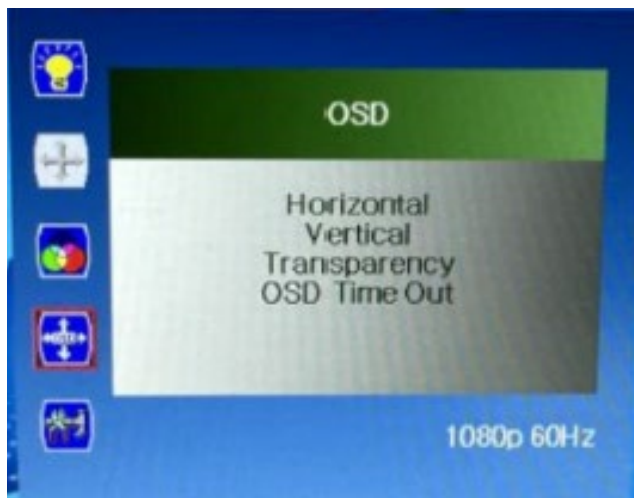 OSD
Horizontal
Vertical
Transparency
OSD Time Out
1080p 60Hz